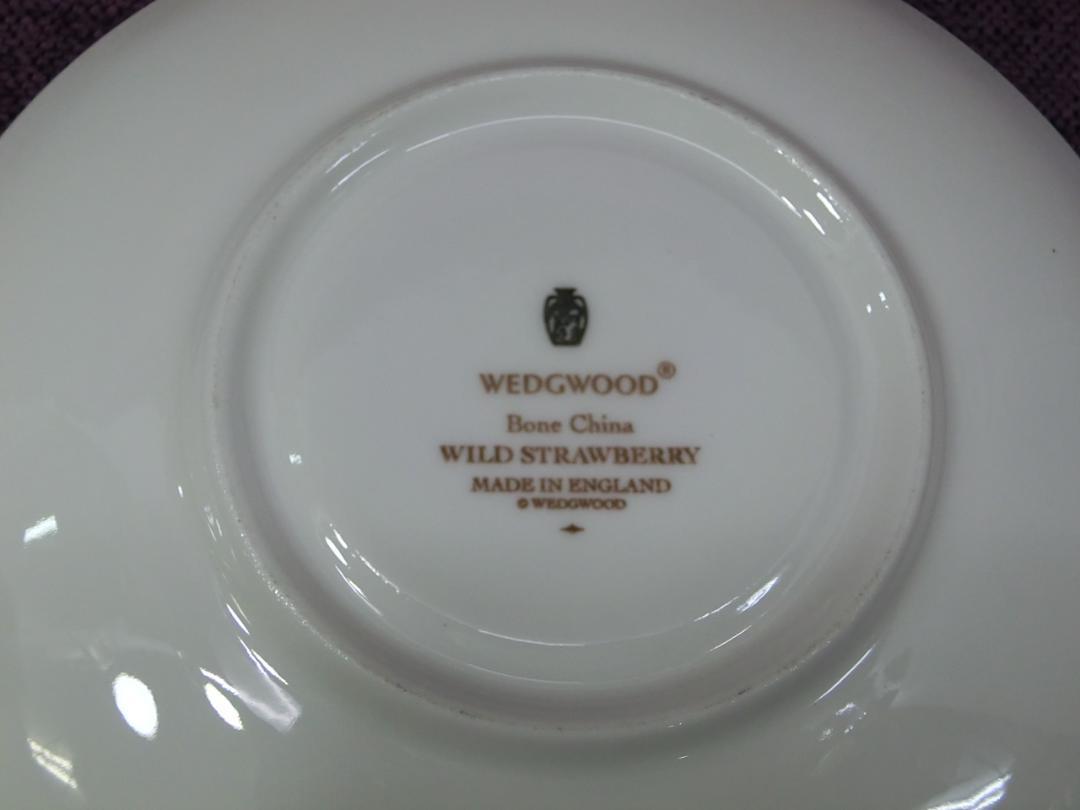 WEDGWOOD®
Bone China
WILD STRAWBERRY
MADE IN ENGLAND
© WEDGWOOD